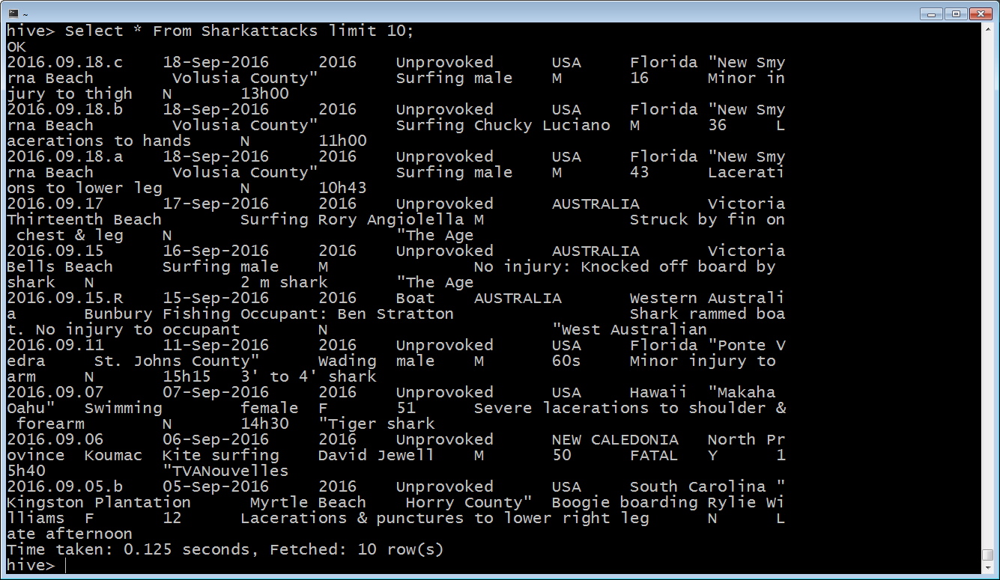 ~
hive> Select * From Sharkattacks limit 10;
OK
2016.09.18.c    18-Sep-2016     2016    Unprovoked      USA     Florida "New Smy
rna Beach        Volusia County"        Surfing male    M       16      Minor in
jury to thigh   N       13h00
2016.09.18.b    18-Sep-2016     2016    Unprovoked      USA     Florida "New Smy
rna Beach        Volusia County"        Surfing Chucky Luciano  M       36     L
acerations to hands     N       11h00
2016.09.18.a    18-Sep-2016     2016    Unprovoked      USA     Florida "New Smy
rna Beach        Volusia County"        Surfing male    M       43      Lacerati
ons to lower leg        N       10h43
2016.09.17      17-Sep-2016     2016    Unprovoked      AUSTRALIA       Victoria
Thirteenth Beach        Surfing Rory Angiolella M               Struck by fin on
 chest & leg    N                       "The Age
2016.09.15      16-Sep-2016     2016    Unprovoked      AUSTRALIA       Victoria
Bells Beach     Surfing male    M               No injury: Knocked off board by
shark   N               2 m shark       "The Age
2016.09.15.R    15-Sep-2016     2016    Boat    AUSTRALIA       Western Australi
a       Bunbury Fishing Occupant: Ben Stratton                  Shark rammed boa
t. No injury to occupant        N                       "West Australian
2016.09.11      11-Sep-2016     2016    Unprovoked      USA     Florida "Ponte V
edra     St. Johns County"      Wading  male    M       60s     Minor injury to
arm     N       15h15   3' to 4' shark
2016.09.07      07-Sep-2016     2016    Unprovoked      USA     Hawaii  "Makaha
Oahu"   Swimming        female  F       51      Severe lacerations to shoulder &
 forearm        N       14h30   "Tiger shark
2016.09.06      06-Sep-2016     2016    Unprovoked      NEW CALEDONIA   North Pr
ovince  Koumac  Kite surfing    David Jewell    M       50      FATAL   Y      1
5h40            "TVANouvelles
2016.09.05.b    05-Sep-2016     2016    Unprovoked      USA     South Carolina "
Kingston Plantation      Myrtle Beach    Horry County"  Boogie boarding Rylie Wi
lliams  F       12      Lacerations & punctures to lower right leg      N      L
ate afternoon
Time taken: 0.125 seconds, Fetched: 10 row(s)
hive>